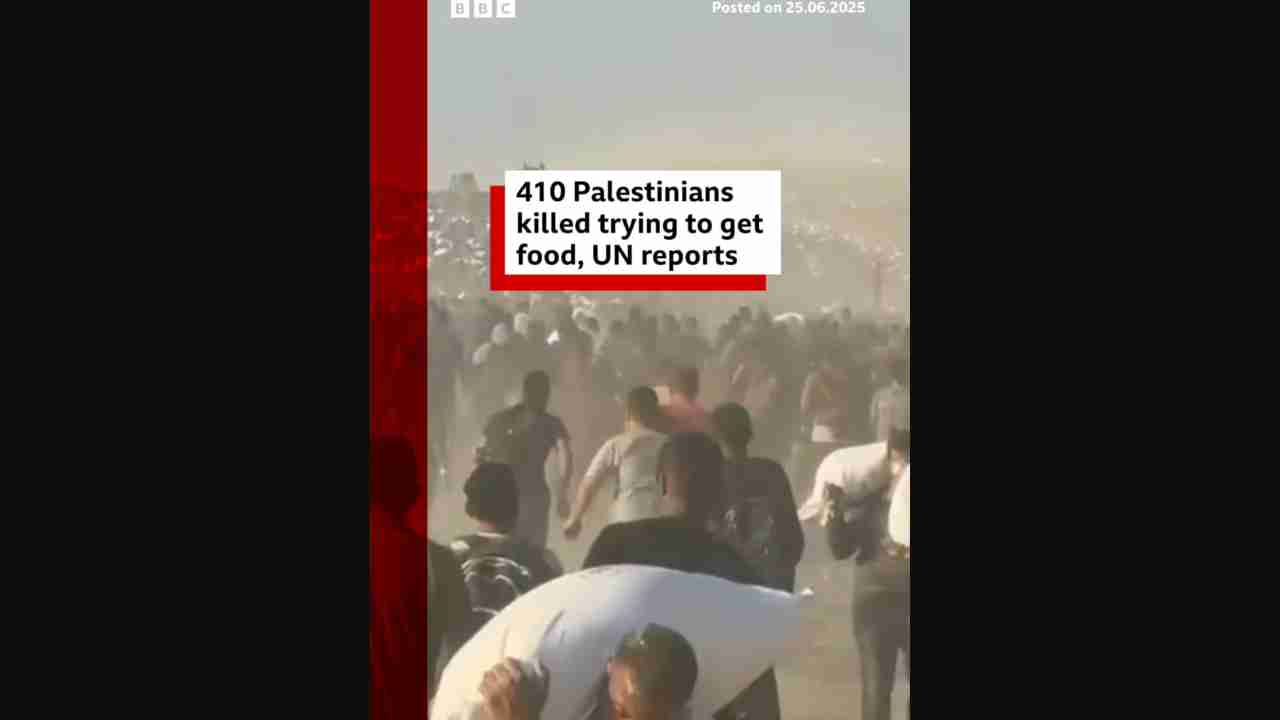 BBC
Posted on 25.06.2025
410 Palestinians
killed trying to get
food, UN reports